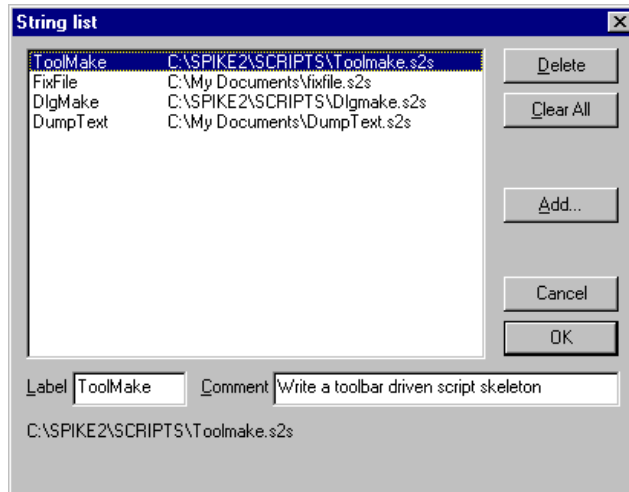 String list
ToolMake C:\SPIKE2\SCRIPTS\Toolmake.s2s
FixFile C:\My Documents\fixfile.s2s
DlgMake C:\SPIKE2\SCRIPTS\Dlgmake.s2s
DumpText C:\My Documents\DumpText.s2s
Delete
Clear All
Add...
Cancel
OK
Label ToolMake Comment Write a toolbar driven script skeleton
C:\SPIKE2\SCRIPTS\Toolmake.s2s